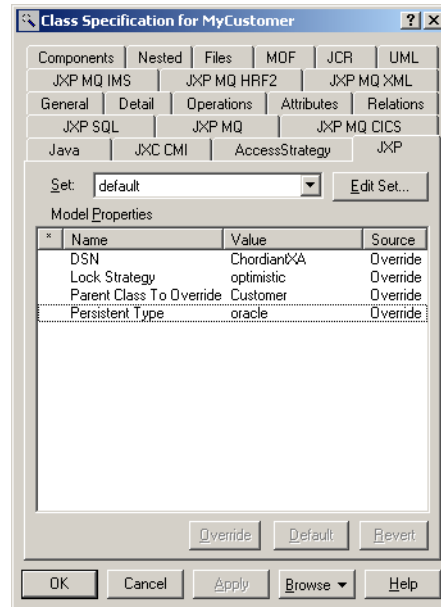 Class Specification for MyCustomer
Components Nested Files MOF JCR UML
JXP MQ IMS JXP MQ HRF2 JXP MQ XML
General Detail Operations Attributes Relations
JXP SQL JXP MQ JXP MQ CICS
Java JXC CMI AccessStrategy JXP
Set: default Edit Set...
Model Properties
* Name Value Source
DSN ChordiantXA Override
Lock Strategy optimistic Override
Parent Class To Override Customer Override
Persistent Type oracle Override
Override Default Revert
OK Cancel Apply Browse Help